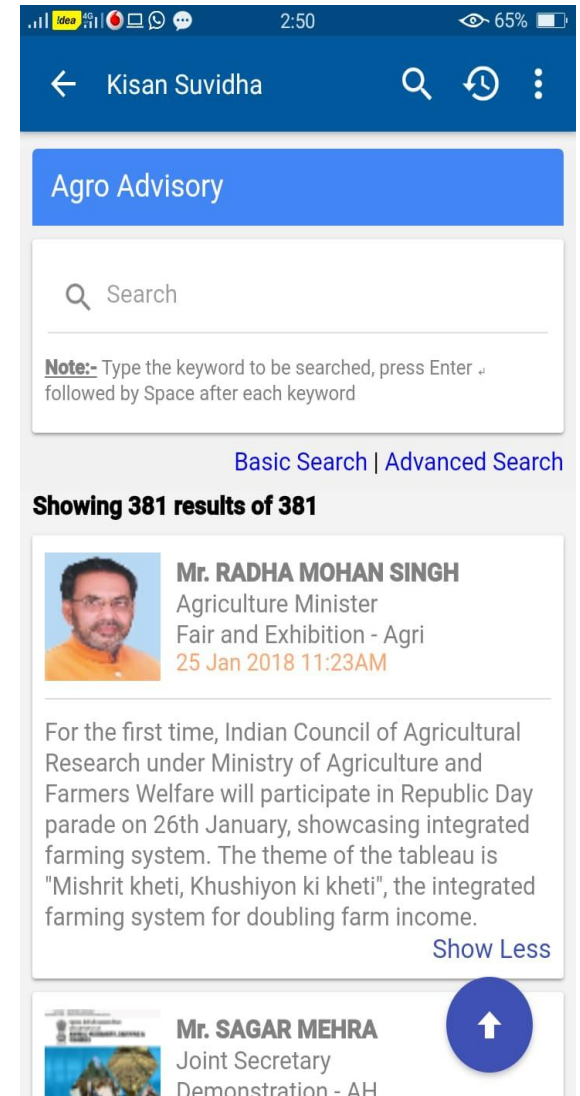 Idea 4G 2:50 65%
Kisan Suvidha
Agro Advisory
Search
Note:- Type the keyword to be searched, press Enter ↲
followed by Space after each keyword
Basic Search | Advanced Search
Showing 381 results of 381
Mr. RADHA MOHAN SINGH
Agriculture Minister
Fair and Exhibition - Agri
25 Jan 2018 11:23AM
For the first time, Indian Council of Agricultural
Research under Ministry of Agriculture and
Farmers Welfare will participate in Republic Day
parade on 26th January, showcasing integrated
farming system. The theme of the tableau is
"Mishrit kheti, Khushiyon ki kheti", the integrated
farming system for doubling farm income.
Show Less
Mr. SAGAR MEHRA
Joint Secretary
Demonstration - AH